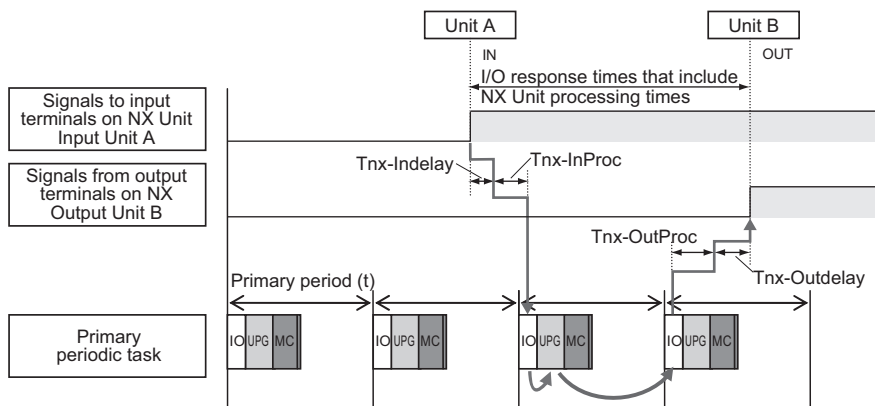 Unit A
Unit B
IN
OUT
I/O response times that include
NX Unit processing times
Signals to input
terminals on NX Unit
Input Unit A
Tnx-Indelay
Tnx-InProc
Signals from output
terminals on NX
Output Unit B
Tnx-OutProc
Tnx-Outdelay
Primary period (t)
Primary
periodic task
IO UPG MC
IO UPG MC
IO UPG MC
IO UPG MC